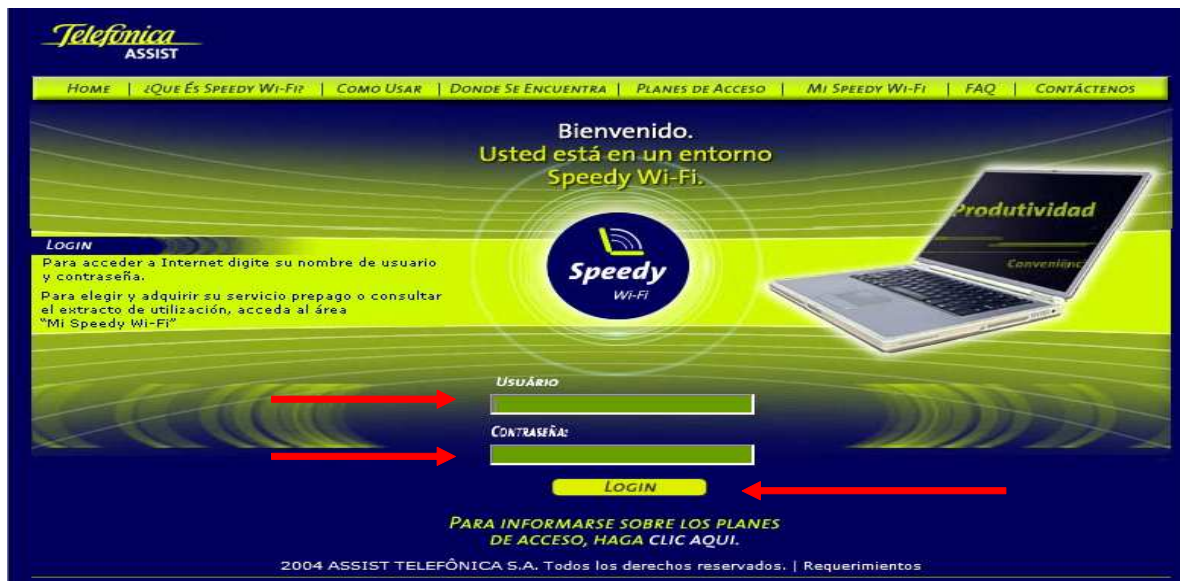 Telefónica
ASSIST
HOME | ¿QUE ÉS SPEEDY WI-FI? | COMO USAR | DONDE SE ENCUENTRA | PLANES DE ACCESO | MI SPEEDY WI-FI | FAQ | CONTÁCTENOS
Bienvenido.
Usted está en un entorno
Speedy Wi-Fi.
Produtividad
Conveniênc
LOGIN
Para acceder a Internet digite su nombre de usuario
y contraseña.
Para elegir y adquirir su servicio prepago o consultar
el extracto de utilización, acceda al área
"Mi Speedy Wi-Fi"
Speedy
Wi-Fi
USUÁRIO
CONTRASEÑA:
LOGIN
PARA INFORMARSE SOBRE LOS PLANES
DE ACCESO, HAGA CLIC AQUI.
2004 ASSIST TELEFÔNICA S.A. Todos los derechos reservados. | Requerimientos